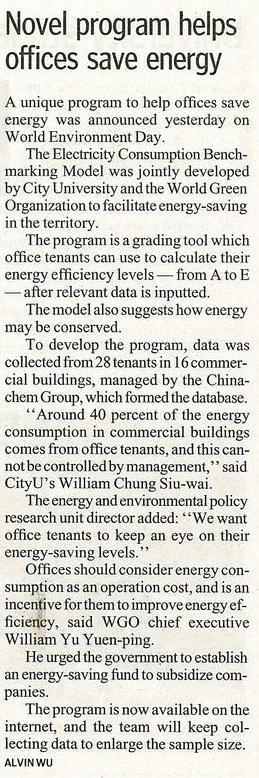 Novel program helps
offices save energy
A unique program to help offices save
energy was announced yesterday on
World Environment Day.
The Electricity Consumption Bench-
marking Model was jointly developed
by City University and the World Green
Organization to facilitate energy-saving
in the territory.
The program is a grading tool which
office tenants can use to calculate their
energy efficiency levels — from A to E
— after relevant data is inputted.
The model also suggests how energy
may be conserved.
To develop the program, data was
collected from 28 tenants in 16 commer-
cial buildings, managed by the China-
chem Group, which formed the database.
‘‘Around 40 percent of the energy
consumption in commercial buildings
comes from office tenants, and this can-
not be controlled by management,’’ said
CityU’s William Chung Siu-wai.
The energy and environmental policy
research unit director added: ‘‘We want
office tenants to keep an eye on their
energy-saving levels.’’
Offices should consider energy con-
sumption as an operation cost, and is an
incentive for them to improve energy ef-
ficiency, said WGO chief executive
William Yu Yuen-ping.
He urged the government to establish
an energy-saving fund to subsidize com-
panies.
The program is now available on the
internet, and the team will keep col-
lecting data to enlarge the sample size.
ALVIN WU